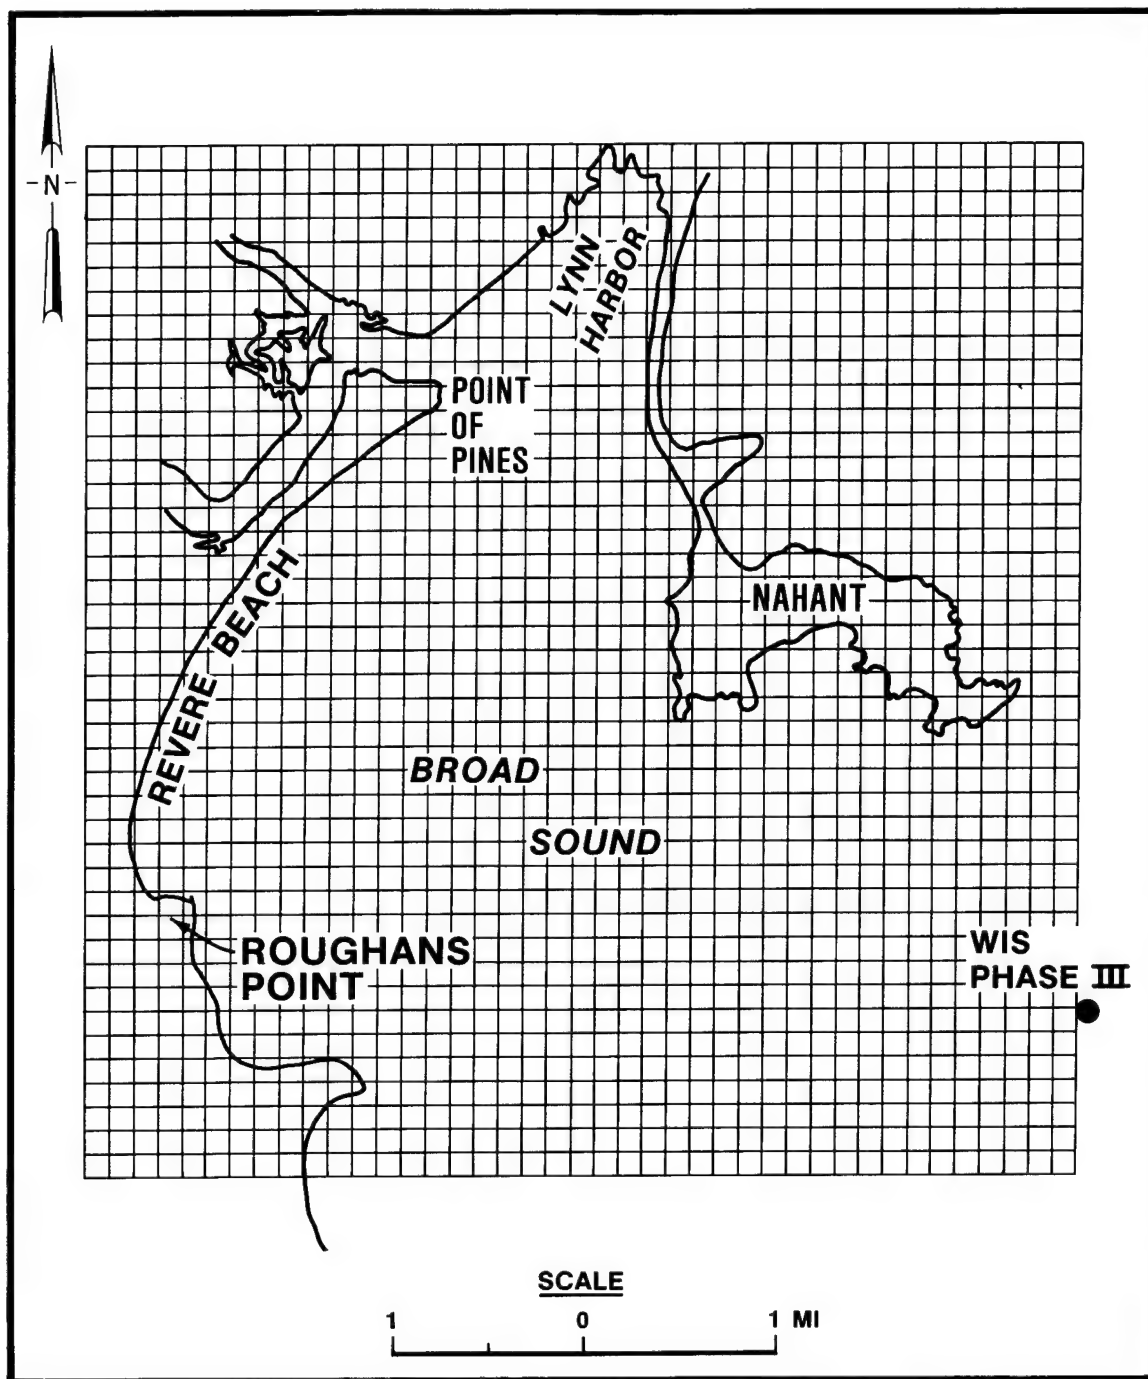 N
LYNN
HARBOR
POINT
OF
PINES
REVERE BEACH
NAHANT
BROAD
SOUND
ROUGHANS
POINT
WIS
PHASE III
SCALE
1 0 1 MI